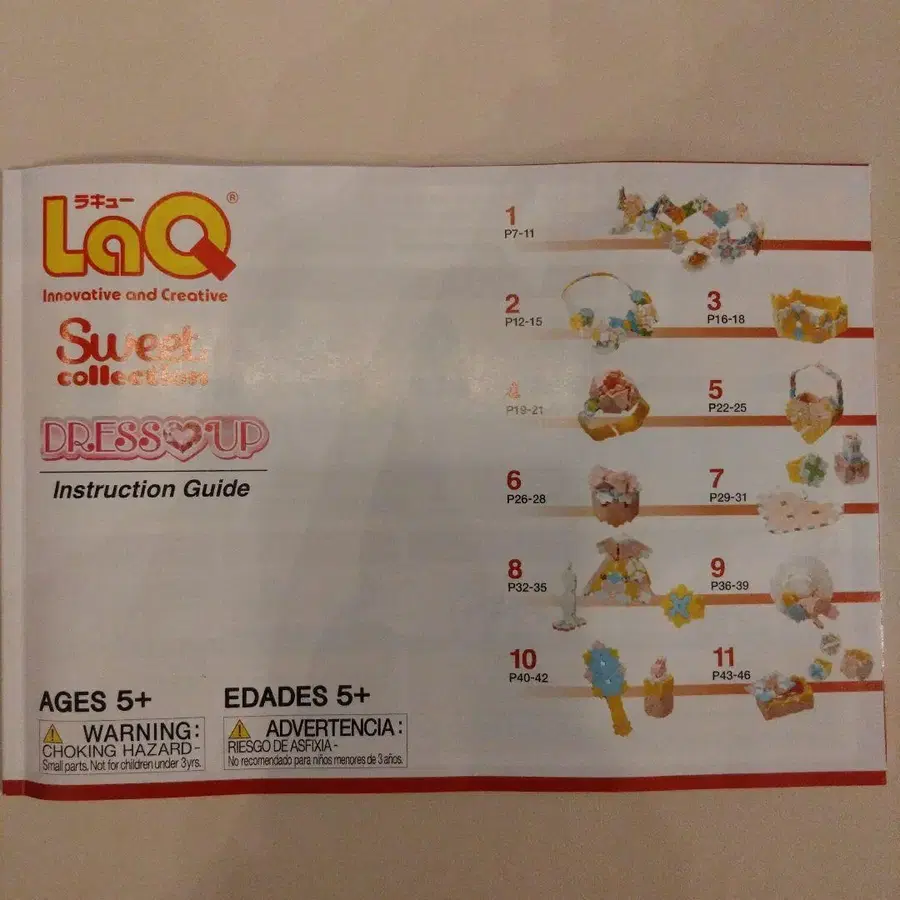 ラキュー
LaQ®
Innovative and Creative
Sweet
collection
DRESS UP
Instruction Guide
AGES 5+
WARNING:
CHOKING HAZARD-
Small parts. Not for children under 3yrs.
EDADES 5+
ADVERTENCIA:
RIESGO DE ASFIXIA-
No recomendado para niños menores de 3 años.
1
P7-11
2
P12-15
3
P16-18
4
P19-21
5
P22-25
6
P26-28
7
P29-31
8
P32-35
9
P36-39
10
P40-42
11
P43-46